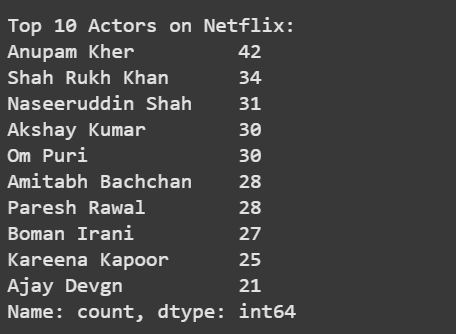 Top 10 Actors on Netflix:
Anupam Kher 42
Shah Rukh Khan 34
Naseeruddin Shah 31
Akshay Kumar 30
Om Puri 30
Amitabh Bachchan 28
Paresh Rawal 28
Boman Irani 27
Kareena Kapoor 25
Ajay Devgn 21
Name: count, dtype: int64